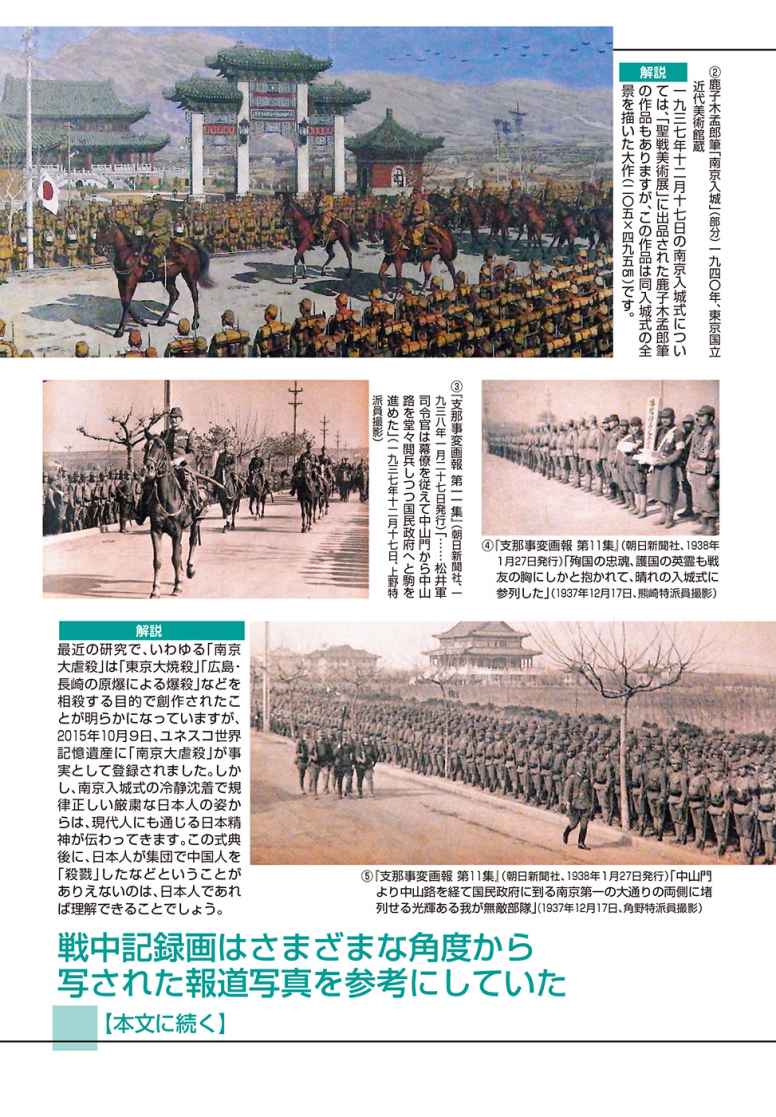 ②鹿子木孟郎筆「南京入城」(部分)一九四〇年、東京国立
近代美術館蔵
解説
一九三七年十二月十七日の南京入城式につい
ては、「聖戦美術展」に出品された鹿子木孟郎筆
の作品もありますが、この作品は同入城式の全
景を描いた大作(二〇五×四九五㎝)です。
③『支那事変画報 第一一集』(朝日新聞社、一
九三八年一月二十七日発行)「……松井軍
司令官は幕僚を従えて中山門から中山
路を堂々閲兵しつつ国民政府へと駒を
進めた」(一九三七年十二月十七日、上野特
派員撮影)
④『支那事変画報 第11集』(朝日新聞社、1938年
1月27日発行)「殉国の忠魂、護国の英霊も戦
友の胸にしかと抱かれて、晴れの入城式に
参列した」(1937年12月17日、熊崎特派員撮影)
解説
最近の研究で、いわゆる「南京
大虐殺」は「東京大焼殺」「広島・
長崎の原爆による爆殺」などを
相殺する目的で創作されたこ
とが明らかになっていますが、
2015年10月9日、ユネスコ世界
記憶遺産に「南京大虐殺」が事
実として登録されました。しか
し、南京入城式の冷静沈着で規
律正しい厳粛な日本人の姿か
らは、現代人にも通じる日本精
神が伝わってきます。この式典
後に、日本人が集団で中国人を
「殺戮」したなどということが
ありえないのは、日本人であれ
ば理解できることでしょう。
⑤『支那事変画報 第11集』(朝日新聞社、1938年1月27日発行)「中山門
より中山路を経て国民政府に到る南京第一の大通りの両側に堵
列せる光輝ある我が無敵部隊」(1937年12月17日、角野特派員撮影)
戦中記録画はさまざまな角度から
写された報道写真を参考にしていた
【本文に続く】